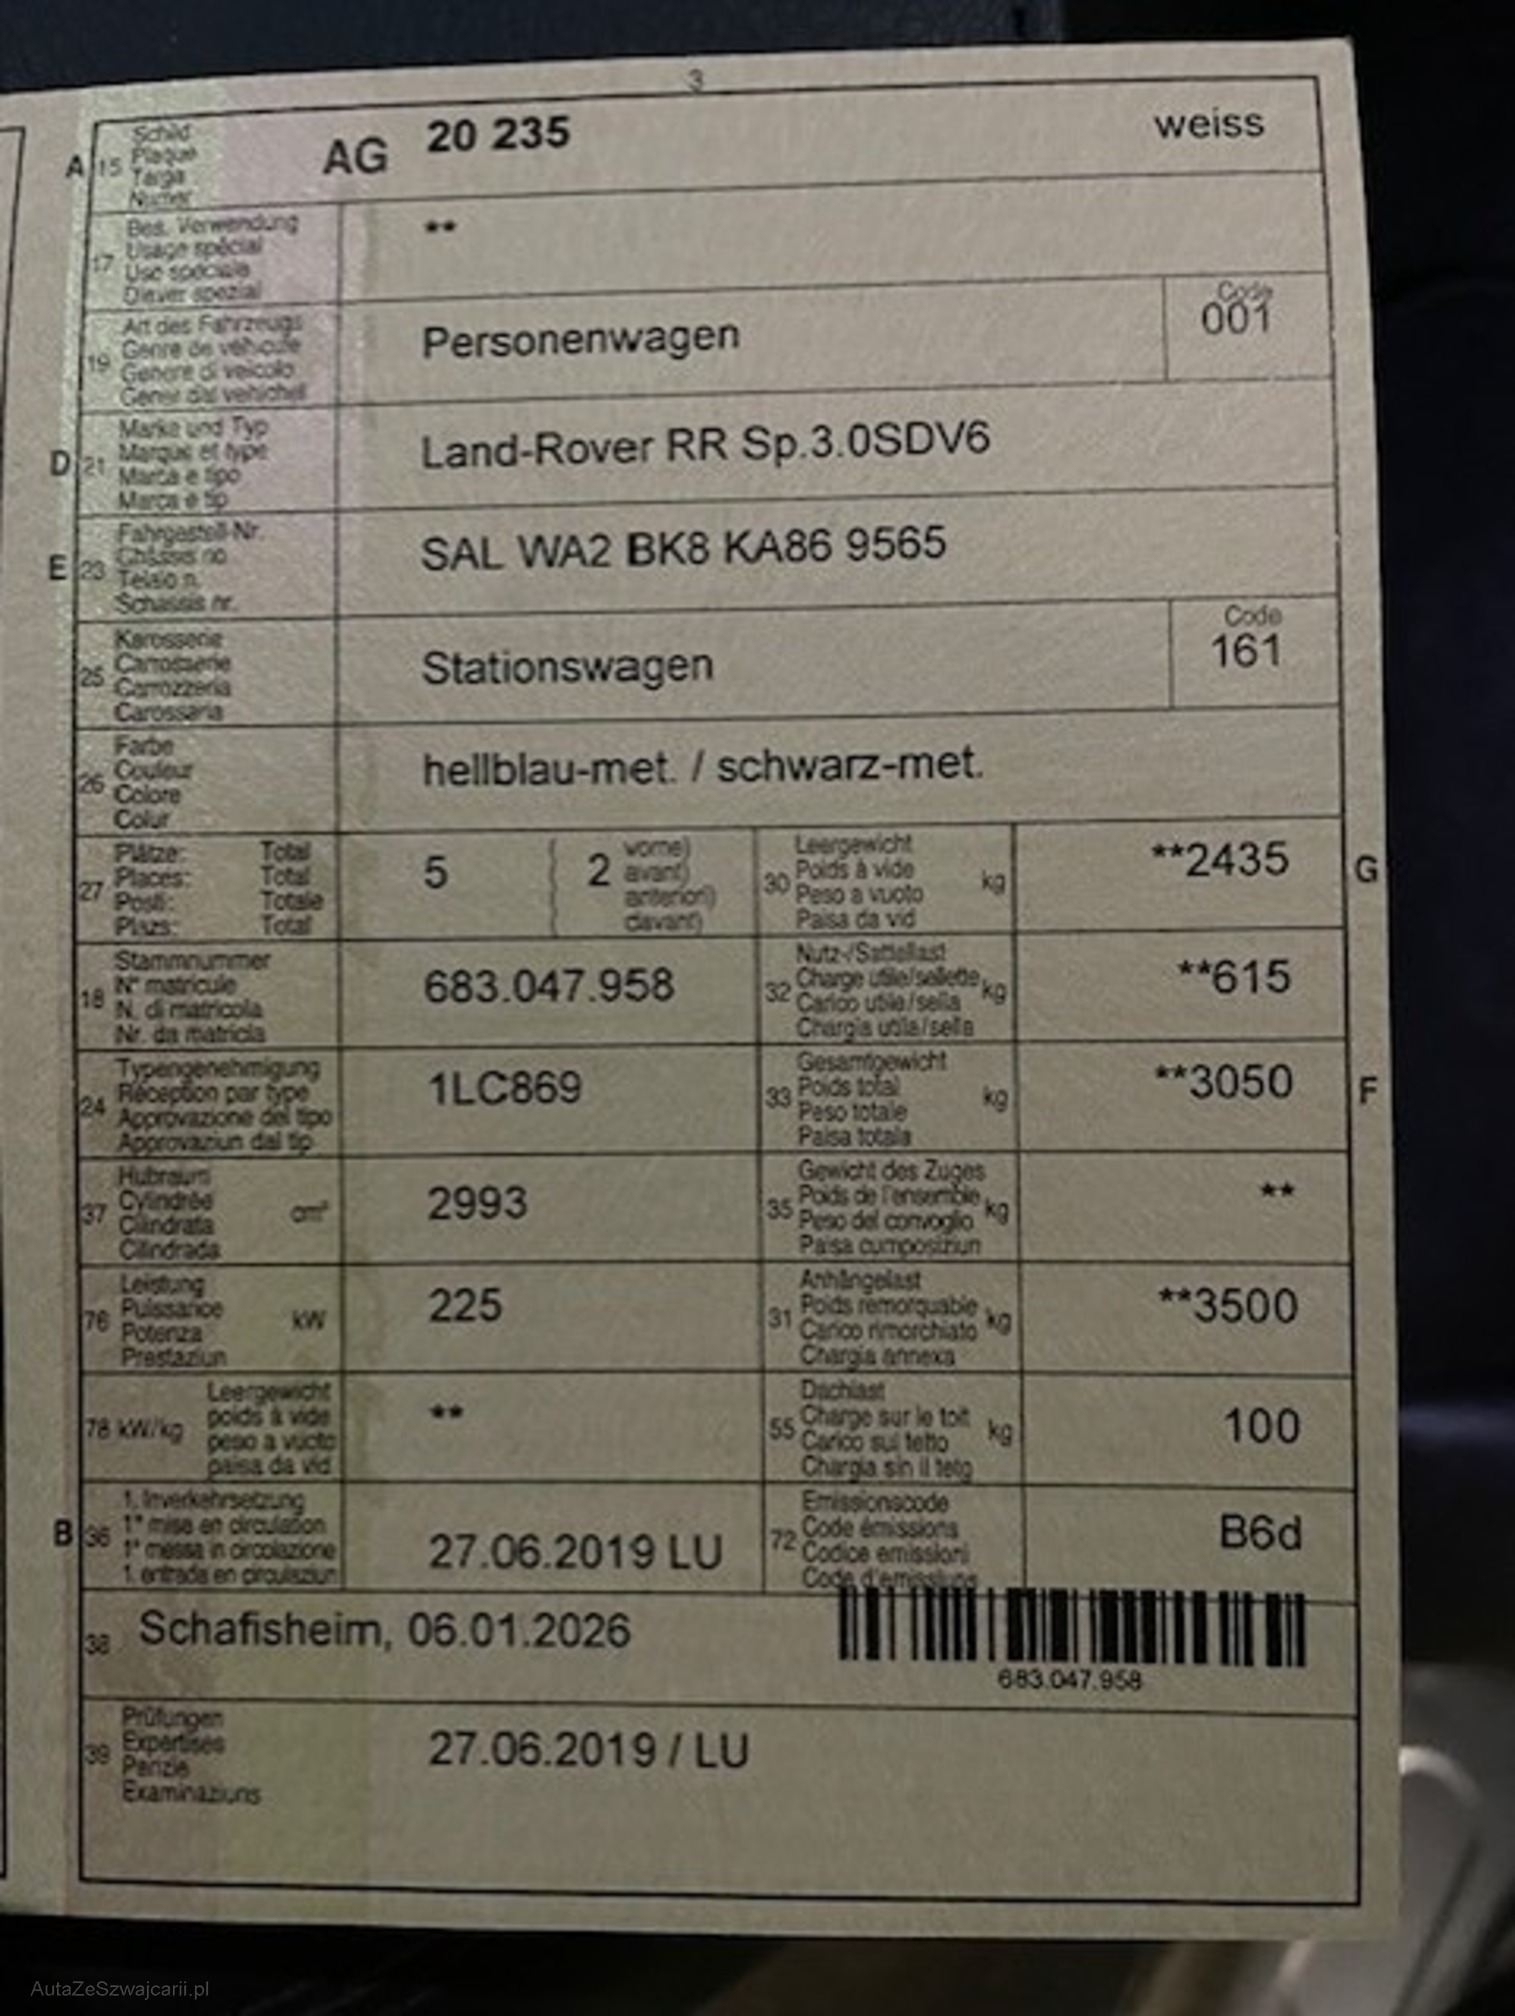 3
A 15 Schild
Plaque
Targa
Numer
AG 20 235 weiss
17 Bes. Verwendung
Usage spécial
Uso speciale
Diever spezial
**
19 Art des Fahrzeugs
Genre de véhicule
Genere di veicolo
Gener dal vehichel
Personenwagen
Code
001
D 21 Marke und Typ
Marque et type
Marca e tipo
Marca e tip
Land-Rover RR Sp.3.0SDV6
E 23 Fahrgestell-Nr.
Châssis no
Telaio n.
Schassis nr.
SAL WA2 BK8 KA86 9565
25 Karosserie
Carrosserie
Carrozzeria
Carossaria
Stationswagen
Code
161
26 Farbe
Couleur
Colore
Colur
hellblau-met. / schwarz-met.
27 Plätze: Total
Places: Total
Posti: Totale
Plazs: Total
5 ( 2 vorne)
avant)
anteriori)
davant)
30 Leergewicht
Poids à vide
Peso a vuoto
Paisa da vid
kg
**2435 G
18 Stammnummer
N° matricule
N. di matricola
Nr. da matricla
683.047.958
32 Nutz-/Sattellast
Charge utile/sellette
Carico utile/sella
Chargia utila/sella
kg
**615
24 Typengenehmigung
Réception par type
Approvazione del tipo
Approvaziun dal tip
1LC869
33 Gesamtgewicht
Poids total
Peso totale
Paisa totala
kg
**3050 F
37 Hubraum
Cylindrée
Cilindrata
Cilindrada
cm³
2993
35 Gewicht des Zuges
Poids de l'ensemble
Peso del convoglio
Paisa cumposiziun
kg
**
76 Leistung
Puissance
Potenza
Prestaziun
kW
225
31 Anhängelast
Poids remorquable
Carico rimorchiato
Chargia annexa
kg
**3500
78 kW/kg Leergewicht
poids à vide
peso a vuoto
paisa da vid
**
55 Dachlast
Charge sur le toit
Carico sul tetto
Chargia sin il tetg
kg
100
B 36 1. Inverkehrsetzung
1re mise en circulation
1a messa in circolazione
1. entrada en circulaziun
27.06.2019 LU
72 Emissionscode
Code émissions
Codice emissioni
Code d'emissiuns
B6d
38 Schafisheim, 06.01.2026
683.047.958
39 Prüfungen
Expertises
Perizie
Examinaziuns
27.06.2019 / LU
AutaZeSzwajcarii.pl